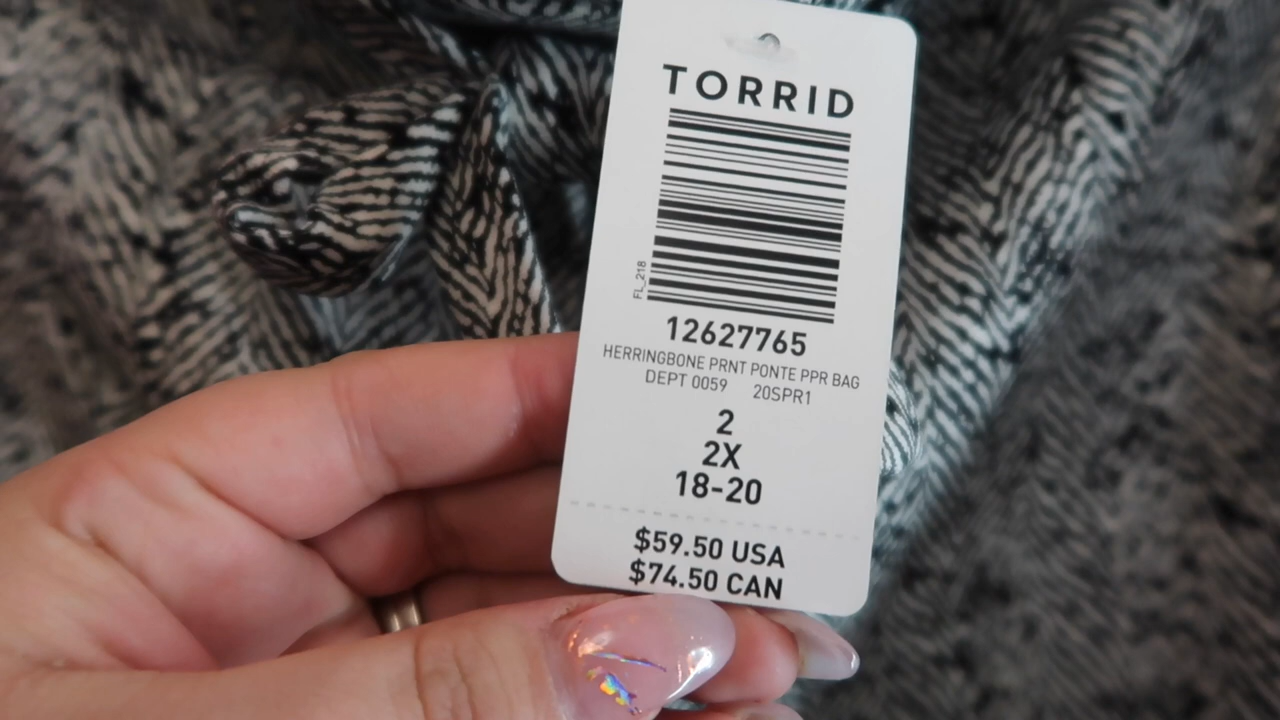 TORRID
FL_218
12627765
HERRINGBONE PRNT PONTE PPR BAG
DEPT 0059 20SPR1
2
2X
18-20
$59.50 USA
$74.50 CAN